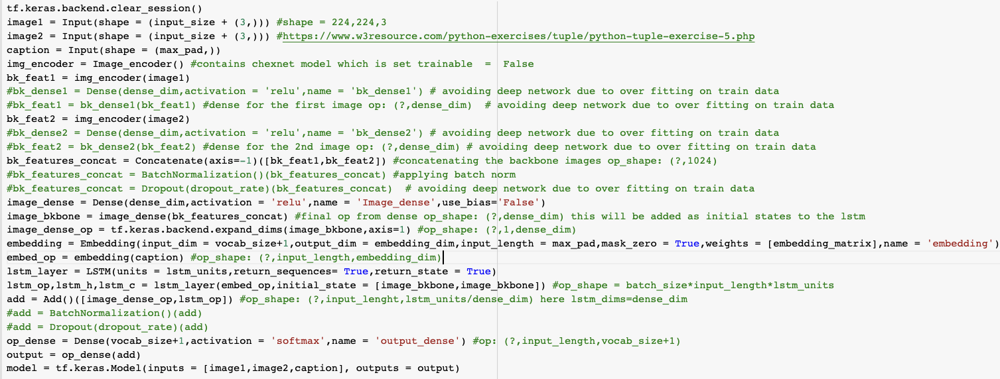 tf.keras.backend.clear_session()
image1 = Input(shape = (input_size + (3,))) #shape = 224,224,3
image2 = Input(shape = (input_size + (3,))) #https://www.w3resource.com/python-exercises/tuple/python-tuple-exercise-5.php
caption = Input(shape = (max_pad,))
img_encoder = Image_encoder() #contains chexnet model which is set trainable  =  False
bk_feat1 = img_encoder(image1)
#bk_dense1 = Dense(dense_dim,activation = 'relu',name = 'bk_dense1') # avoiding deep network due to over fitting on train data
#bk_feat1 = bk_dense1(bk_feat1) #dense for the first image op: (?,dense_dim)  # avoiding deep network due to over fitting on train data
bk_feat2 = img_encoder(image2)
#bk_dense2 = Dense(dense_dim,activation = 'relu',name = 'bk_dense2') # avoiding deep network due to over fitting on train data
#bk_feat2 = bk_dense2(bk_feat2) #dense for the 2nd image op: (?,dense_dim) # avoiding deep network due to over fitting on train data
bk_features_concat = Concatenate(axis=-1)([bk_feat1,bk_feat2]) #concatenating the backbone images op_shape: (?,1024)
#bk_features_concat = BatchNormalization()(bk_features_concat) #applying batch norm
#bk_features_concat = Dropout(dropout_rate)(bk_features_concat)  # avoiding deep network due to over fitting on train data
image_dense = Dense(dense_dim,activation = 'relu',name = 'Image_dense',use_bias='False')
image_bkbone = image_dense(bk_features_concat) #final op from dense op_shape: (?,dense_dim) this will be added as initial states to the lstm
image_dense_op = tf.keras.backend.expand_dims(image_bkbone,axis=1) #op_shape: (?,1,dense_dim)
embedding = Embedding(input_dim = vocab_size+1,output_dim = embedding_dim,input_length = max_pad,mask_zero = True,weights = [embedding_matrix],name = 'embedding')
embed_op = embedding(caption) #op_shape: (?,input_length,embedding_dim)
lstm_layer = LSTM(units = lstm_units,return_sequences= True,return_state = True)
lstm_op,lstm_h,lstm_c = lstm_layer(embed_op,initial_state = [image_bkbone,image_bkbone]) #op_shape = batch_size*input_length*lstm_units
add = Add()([image_dense_op,lstm_op]) #op_shape: (?,input_lenght,lstm_units/dense_dim) here lstm_dims=dense_dim
#add = BatchNormalization()(add)
#add = Dropout(dropout_rate)(add)
op_dense = Dense(vocab_size+1,activation = 'softmax',name = 'output_dense') #op: (?,input_length,vocab_size+1)
output = op_dense(add)
model = tf.keras.Model(inputs = [image1,image2,caption], outputs = output)